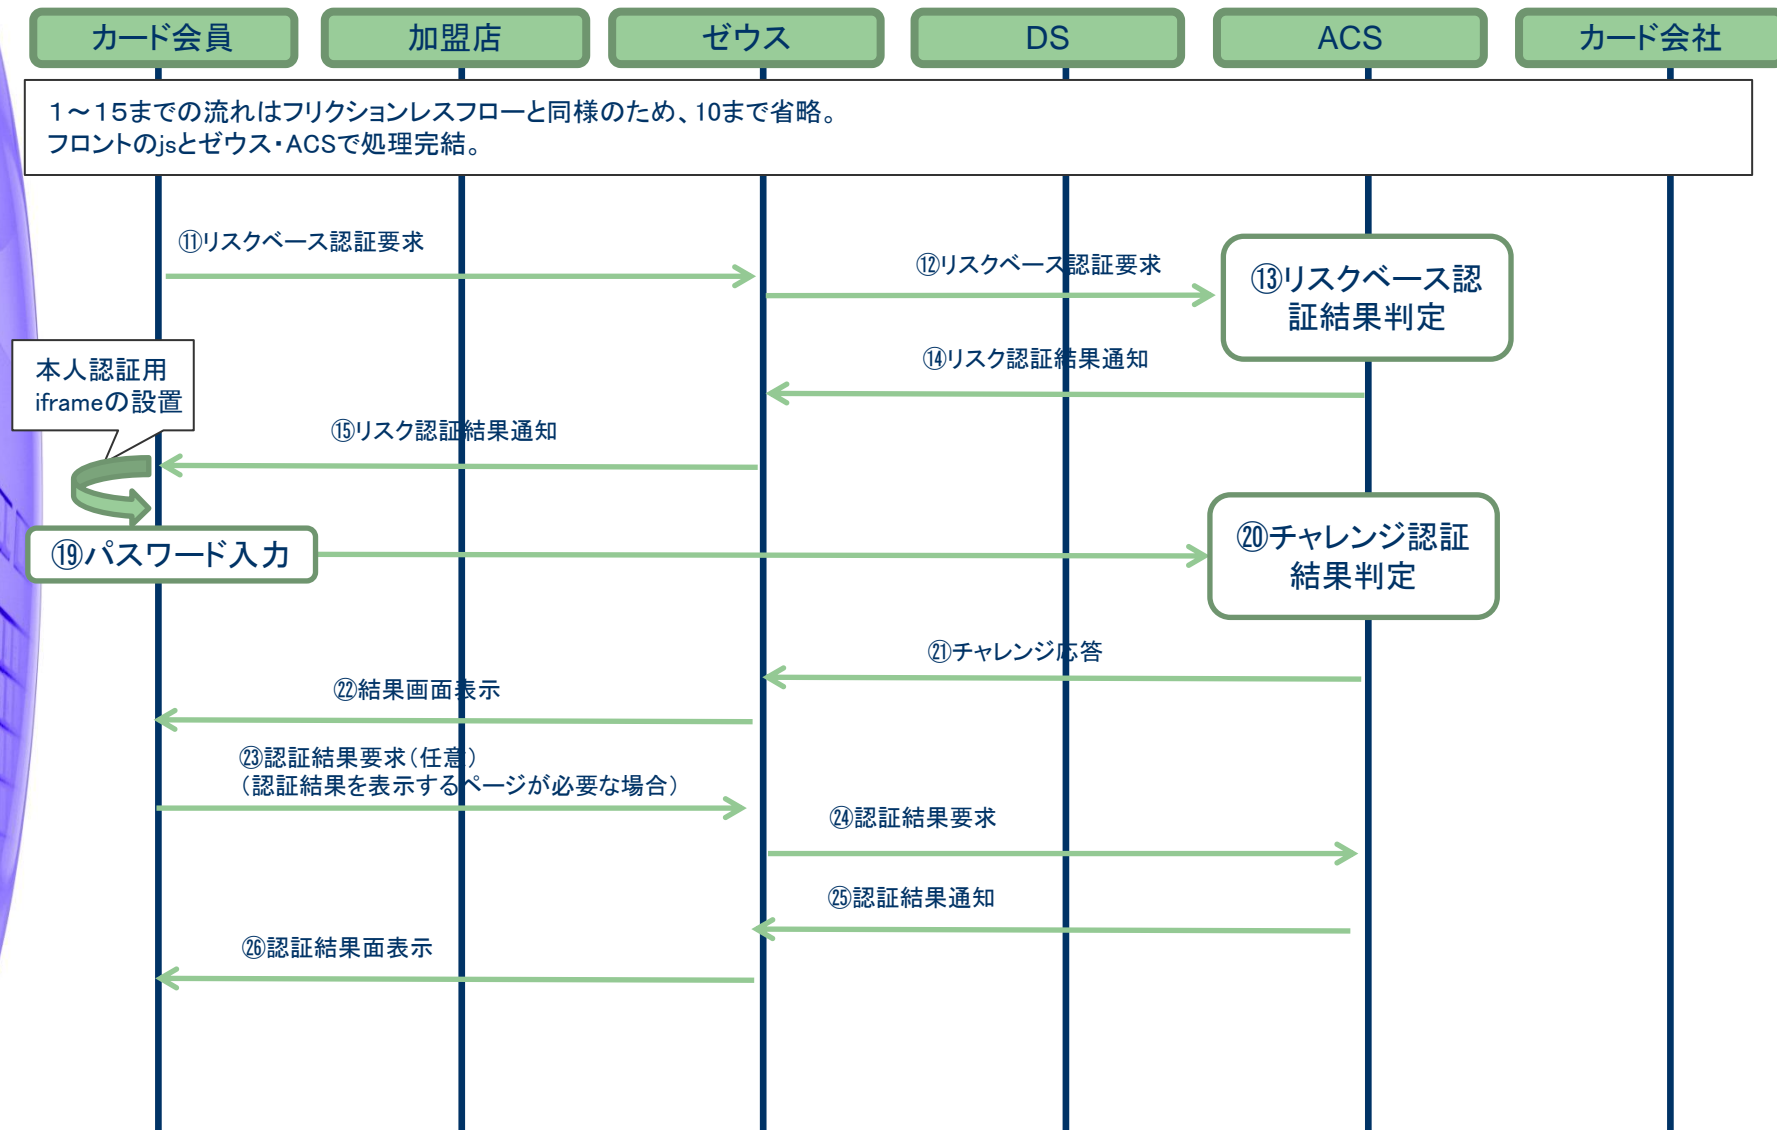 カード会員
加盟店
ゼウス
DS
ACS
カード会社
１～１５までの流れはフリクションレスフローと同様のため、10まで省略。
フロントのjsとゼウス・ACSで処理完結。
⑪リスクベース認証要求
⑫リスクベース認証要求
⑬リスクベース認
証結果判定
本人認証用
iframeの設置
⑭リスク認証結果通知
⑮リスク認証結果通知
⑲パスワード入力
⑳チャレンジ認証
結果判定
㉑チャレンジ応答
㉒結果画面表示
㉓認証結果要求（任意）
（認証結果を表示するページが必要な場合）
㉔認証結果要求
㉕認証結果通知
㉖認証結果面表示